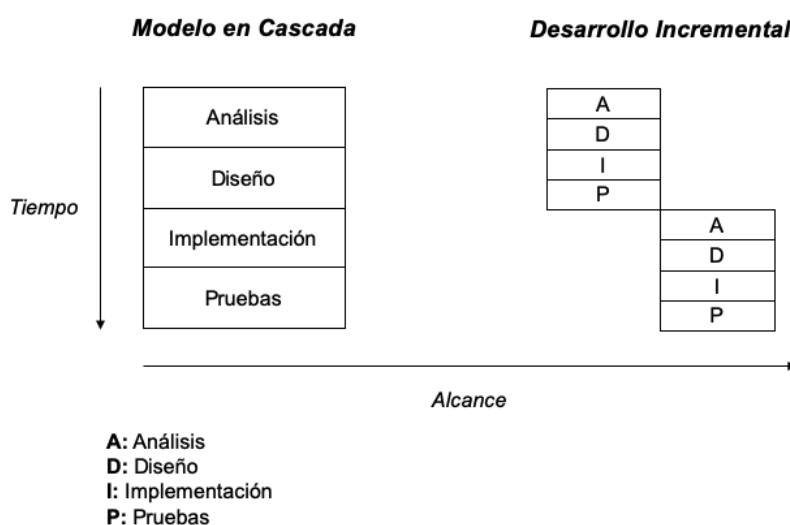 Modelo en Cascada
Desarrollo Incremental
Tiempo
Análisis
Diseño
Implementación
Pruebas
A
D
I
P
A
D
I
P
Alcance
A: Análisis
D: Diseño
I: Implementación
P: Pruebas